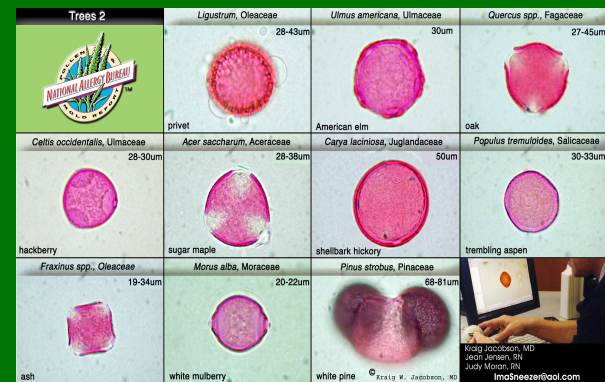 Trees 2
POLLEN &
NATIONAL ALLERGY BUREAU
TM
MOLD REPORT
Ligustrum, Oleaceae
28-43um
privet
Ulmus americana, Ulmaceae
30um
American elm
Quercus spp., Fagaceae
27-45um
oak
Celtis occidentalis, Ulmaceae
28-30um
hackberry
Acer saccharum, Aceraceae
28-38um
sugar maple
Carya laciniosa, Juglandaceae
50um
shellbark hickory
Populus tremuloides, Salicaceae
30-33um
trembling aspen
Fraxinus spp., Oleaceae
19-34um
ash
Morus alba, Moraceae
20-22um
white mulberry
Pinus strobus, Pinaceae
68-81um
white pine
© Kraig W. Jacobson, MD
Kraig Jacobson, MD
Jean Jensen, RN
Judy Moran, RN
ImaSneezer@aol.com